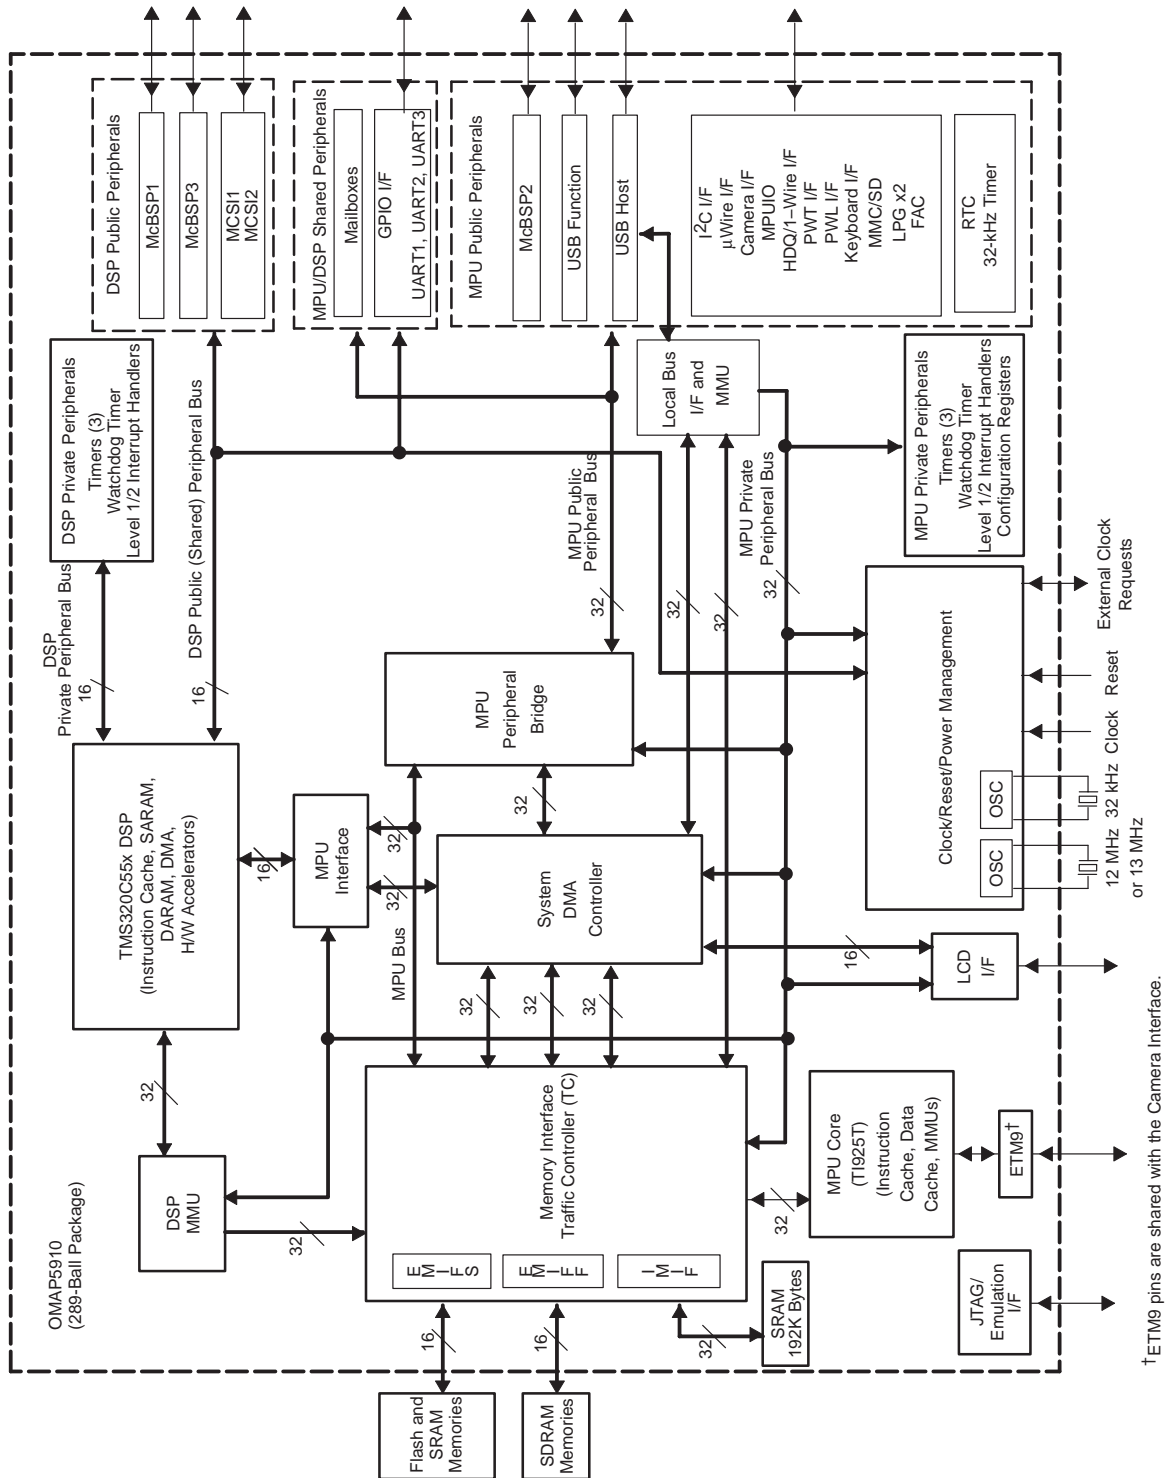 OMAP5910
(289-Ball Package)
Flash and
SRAM
Memories
SDRAM
Memories
16
16
32
SRAM
192K Bytes
DSP
MMU
32
32
TMS320C55x DSP
(Instruction Cache, SARAM,
DARAM, DMA,
H/W Accelerators)
16
DSP
Private Peripheral Bus
16
DSP Public (Shared) Peripheral Bus
DSP Private Peripherals
Timers (3)
Watchdog Timer
Level 1/2 Interrupt Handlers
DSP Public Peripherals
McBSP1
McBSP3
MCSI1
MCSI2
MPU/DSP Shared Peripherals
Mailboxes
GPIO I/F
UART1, UART2, UART3
MPU Public Peripherals
McBSP2
USB Function
USB Host
I2C I/F
µWire I/F
Camera I/F
MPUIO
HDQ/1–Wire I/F
PWT I/F
PWL I/F
Keyboard I/F
MMC/SD
LPG x2
FAC
RTC
32-kHz Timer
16
MPU
Interface
32
32
MPU Bus
Memory Interface
Traffic Controller (TC)
EMIFS
EMIFF
IMIF
32
32
32
System
DMA
Controller
32
MPU
Peripheral
Bridge
32
MPU Public
Peripheral Bus
32
32
MPU Private
Peripheral Bus
32
Local Bus
I/F and
MMU
MPU Private Peripherals
Timers (3)
Watchdog Timer
Level 1/2 Interrupt Handlers
Configuration Registers
32
MPU Core
(TI925T)
(Instruction
Cache, Data
Cache, MMUs)
ETM9†
JTAG/
Emulation
I/F
16
LCD
I/F
Clock/Reset/Power Management
OSC
OSC
12 MHz
or 13 MHz
32 kHz
Clock
Reset
External Clock
Requests
†ETM9 pins are shared with the Camera Interface.